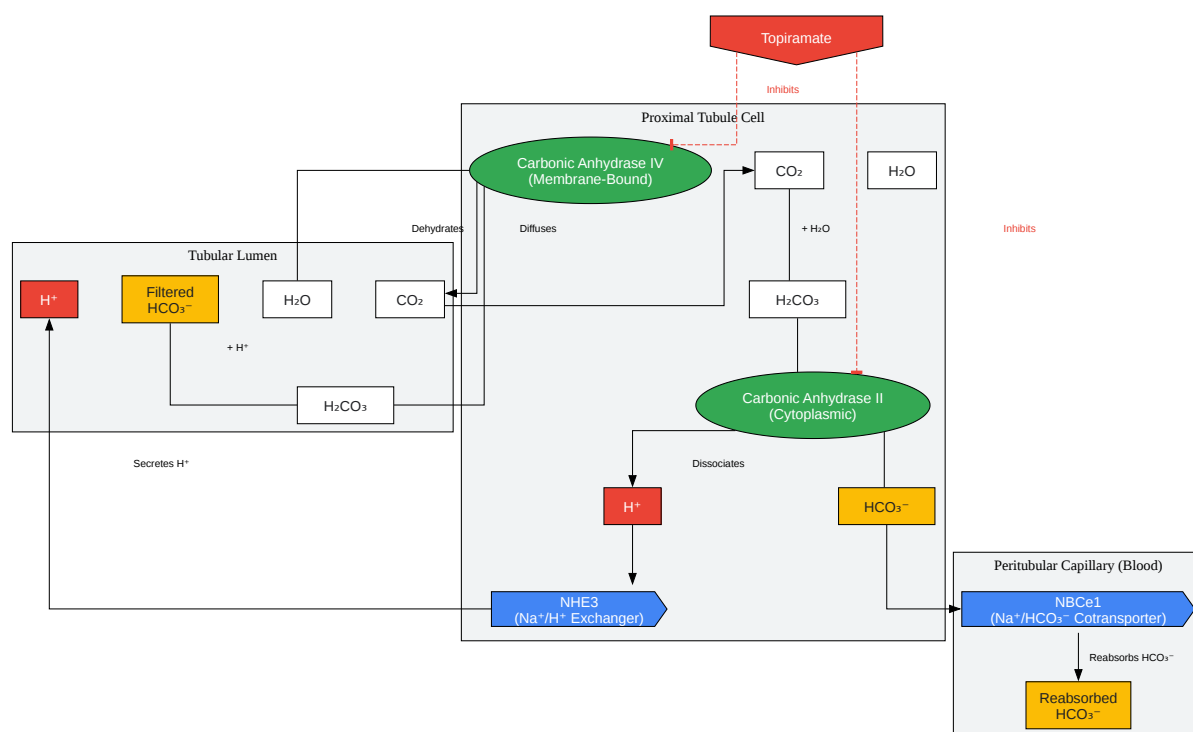 Topiramate
Inhibits
Proximal Tubule Cell
Carbonic Anhydrase IV
(Membrane-Bound)
CO₂
H₂O
Dehydrates
Diffuses
+ H₂O
Inhibits
Tubular Lumen
H⁺
Filtered
HCO₃⁻
H₂O
CO₂
H₂CO₃
+ H⁺
H₂CO₃
Carbonic Anhydrase II
(Cytoplasmic)
Secretes H⁺
Dissociates
H⁺
HCO₃⁻
Peritubular Capillary (Blood)
NHE3
(Na⁺/H⁺ Exchanger)
NBCe1
(Na⁺/HCO₃⁻ Cotransporter)
Reabsorbs HCO₃⁻
Reabsorbed
HCO₃⁻